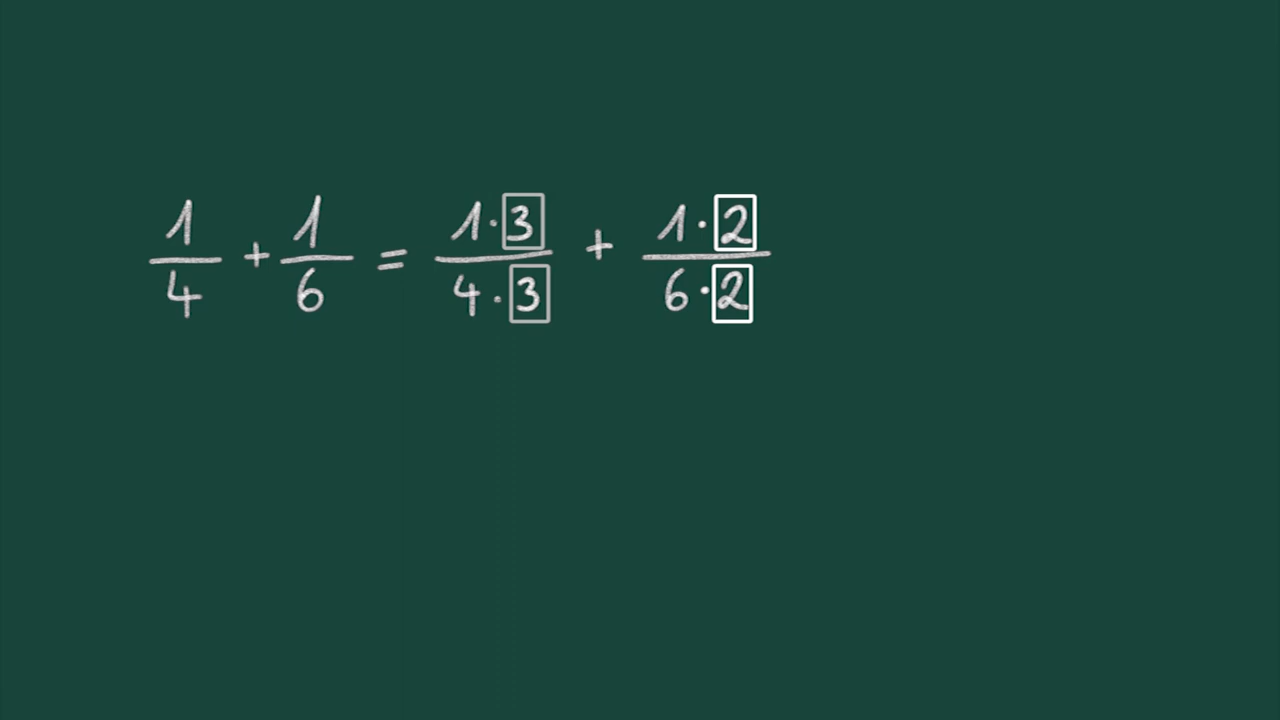 1/4 + 1/6 = 1·3/4·3 + 1·2/6·2